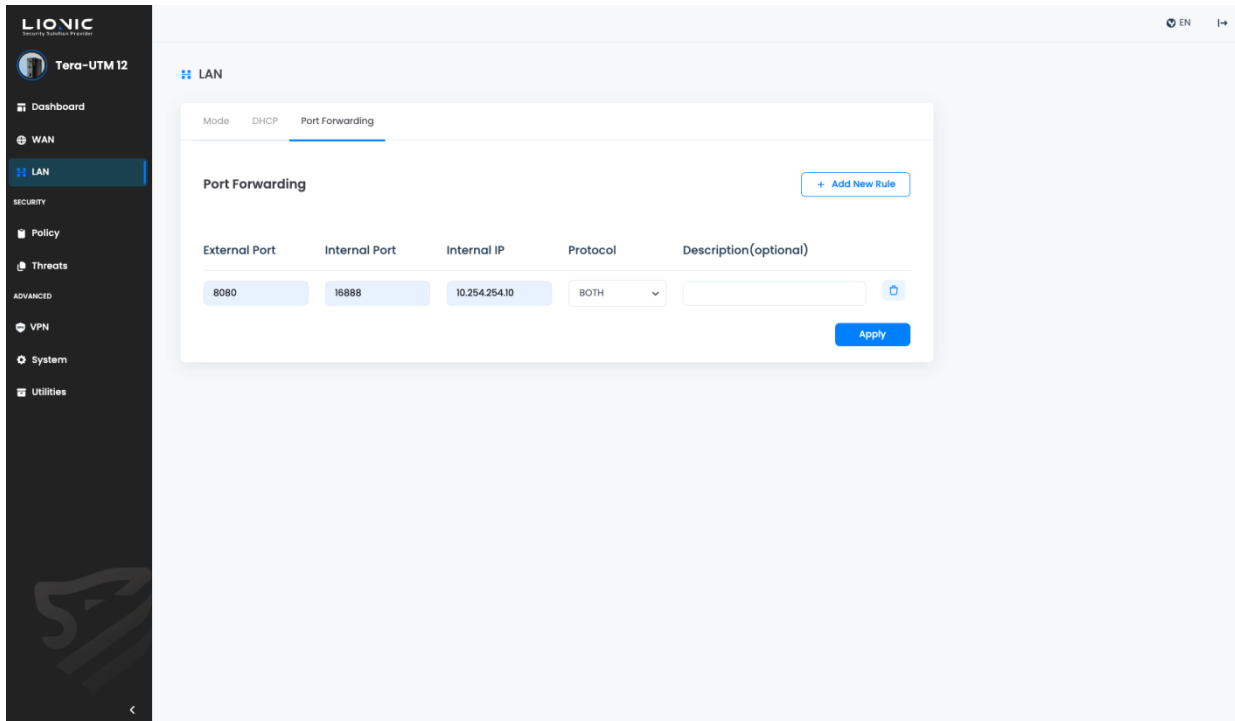 LIONIC
Security Solution Provider
EN
Tera-UTM 12
LAN
Dashboard
WAN
LAN
SECURITY
Policy
Threats
ADVANCED
VPN
System
Utilities
Mode DHCP Port Forwarding
Port Forwarding
+ Add New Rule
External Port Internal Port Internal IP Protocol Description(optional)
8080 16888 10.254.254.10 BOTH
Apply